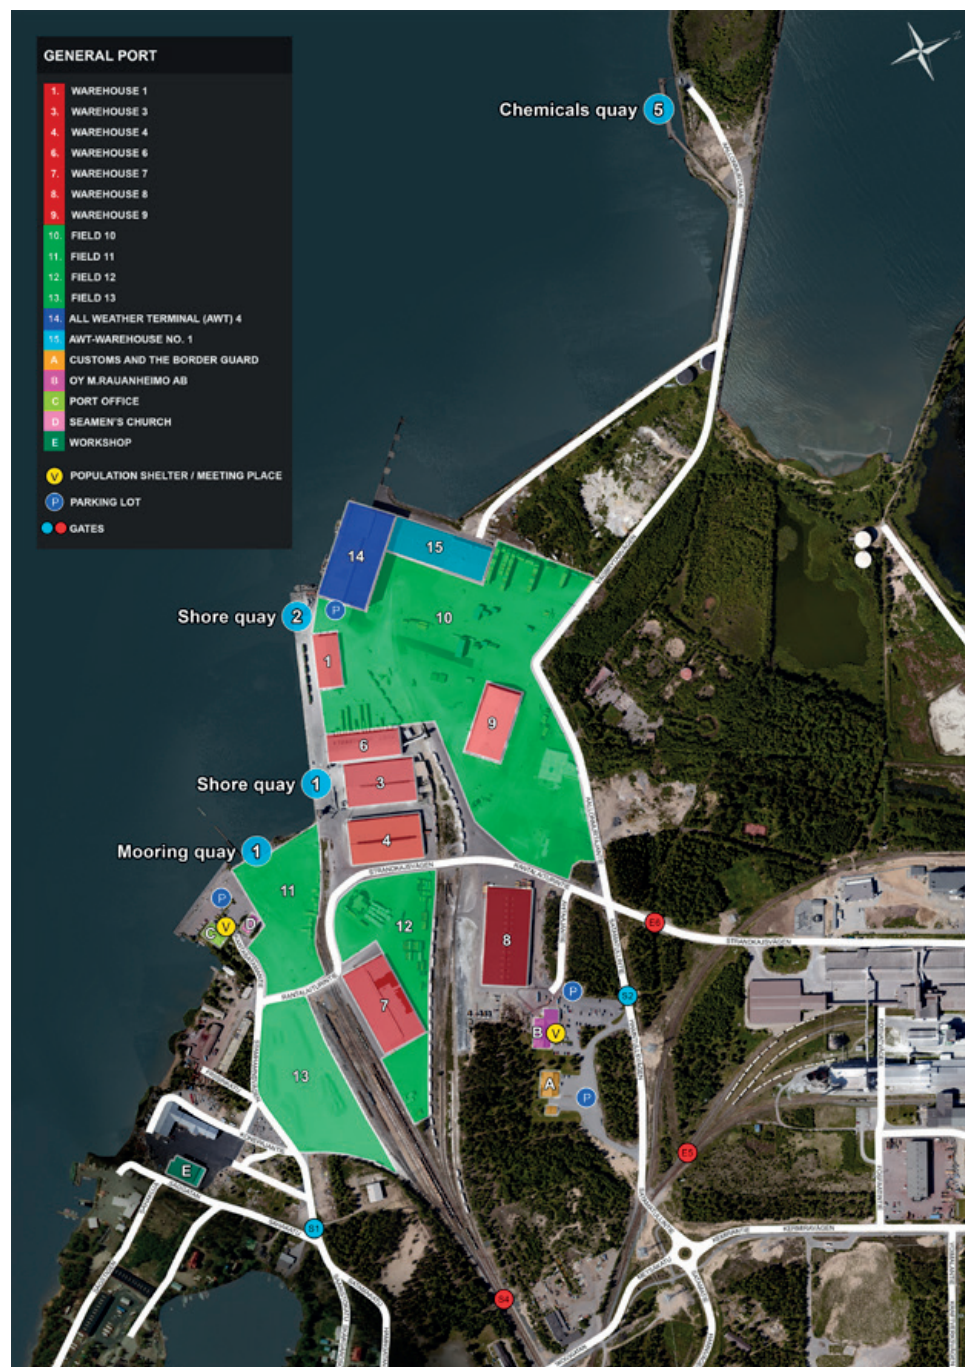 GENERAL PORT
1. WAREHOUSE 1
3. WAREHOUSE 3
4. WAREHOUSE 4
6. WAREHOUSE 6
7. WAREHOUSE 7
8. WAREHOUSE 8
9. WAREHOUSE 9
10. FIELD 10
11. FIELD 11
12. FIELD 12
13. FIELD 13
14. ALL WEATHER TERMINAL (AWT) 4
15. AWT-WAREHOUSE NO. 1
A CUSTOMS AND THE BORDER GUARD
B OY M.RAUANHEIMO AB
C PORT OFFICE
D SEAMEN'S CHURCH
E WORKSHOP
V POPULATION SHELTER / MEETING PLACE
P PARKING LOT
GATES
N
Chemicals quay 5
14
15
Shore quay 2
P
10
1
9
6
Shore quay 1
3
4
Mooring quay 1
STRANDKAJSVÄGEN
RANTALAITURINTIE
11
P
V
C
D
12
8
E6
STRANDKAJSVÄGEN
RANTALAITURINTIE
7
P
S2
B
V
13
A
P
E5
E
S1
KEMIRAVÄGEN
KEMIRANTIE
S4